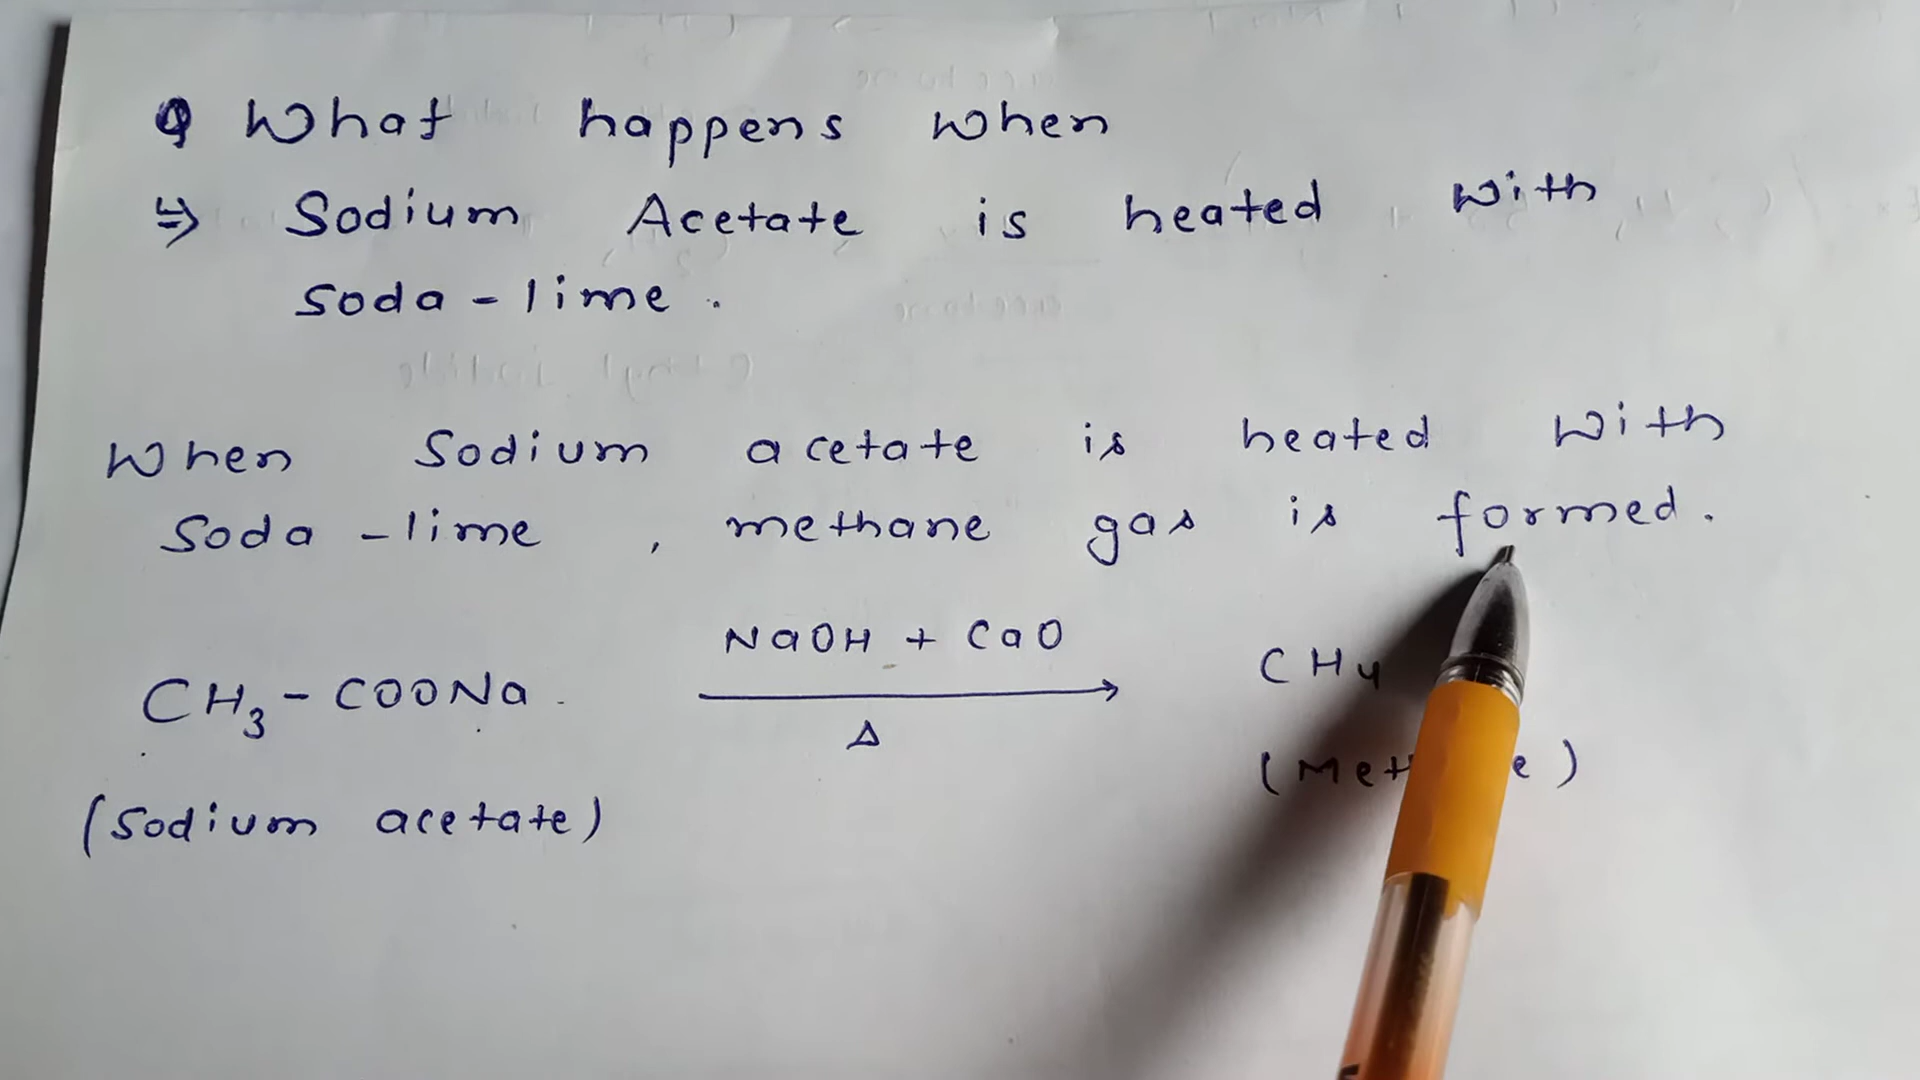 Q What happens when
⇒ Sodium Acetate is heated with
soda-lime.
When Sodium acetate is heated with
Soda-lime, methane gas is formed.
NaOH + CaO
CH3-COONa → CH4
Δ
(Sodium acetate)